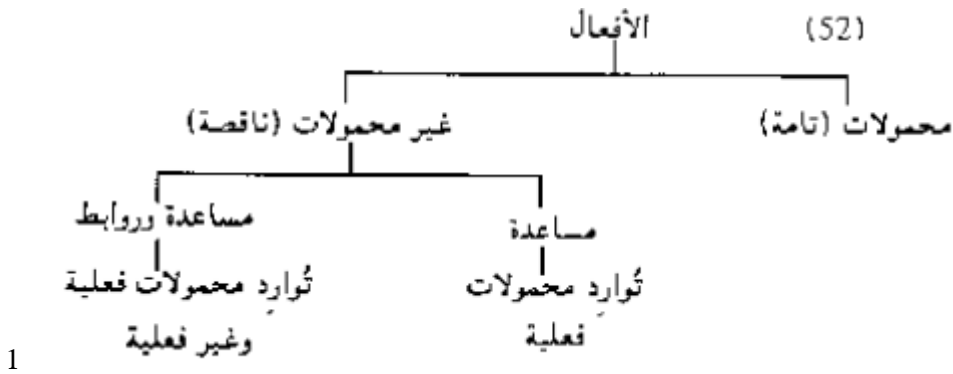 (52) الأفعال
محمولات (تامة) غير محمولات (ناقصة)
مساعدة مساعدة وروابط
تُوارِد محمولات تُوارِد محمولات فعلية
فعلية وغير فعلية
1